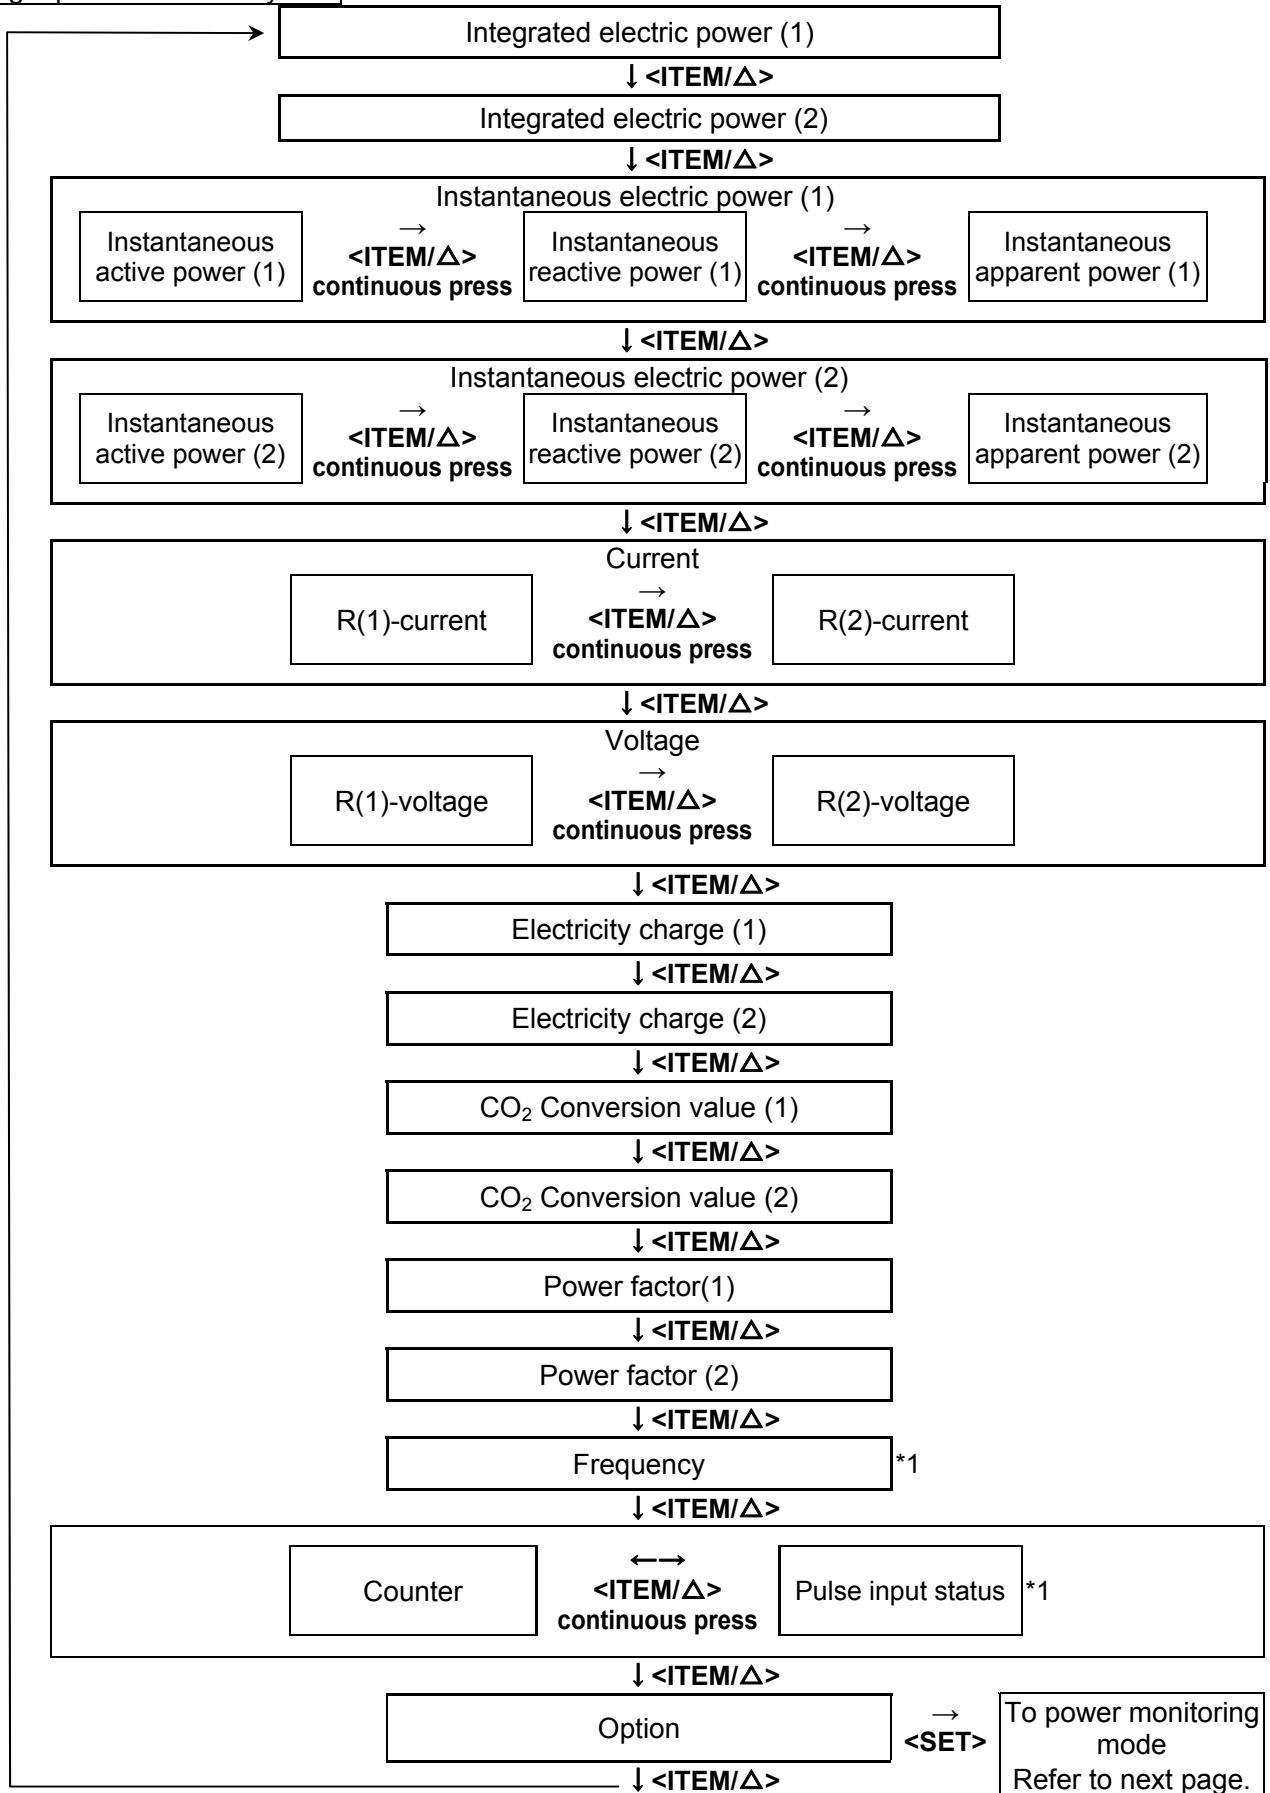 Integrated electric power (1)
↓ <ITEM/△>
Integrated electric power (2)
↓ <ITEM/△>
Instantaneous electric power (1)
Instantaneous
active power (1)
→
<ITEM/△>
continuous press
Instantaneous
reactive power (1)
→
<ITEM/△>
continuous press
Instantaneous
apparent power (1)
↓ <ITEM/△>
Instantaneous electric power (2)
Instantaneous
active power (2)
→
<ITEM/△>
continuous press
Instantaneous
reactive power (2)
→
<ITEM/△>
continuous press
Instantaneous
apparent power (2)
↓ <ITEM/△>
Current
R(1)-current
→
<ITEM/△>
continuous press
R(2)-current
↓ <ITEM/△>
Voltage
R(1)-voltage
→
<ITEM/△>
continuous press
R(2)-voltage
↓ <ITEM/△>
Electricity charge (1)
↓ <ITEM/△>
Electricity charge (2)
↓ <ITEM/△>
CO₂ Conversion value (1)
↓ <ITEM/△>
CO₂ Conversion value (2)
↓ <ITEM/△>
Power factor(1)
↓ <ITEM/△>
Power factor (2)
↓ <ITEM/△>
Frequency *1
↓ <ITEM/△>
Counter
←→
<ITEM/△>
continuous press
Pulse input status *1
↓ <ITEM/△>
Option
→
<SET>
To power monitoring
mode
Refer to next page.
↓ <ITEM/△>